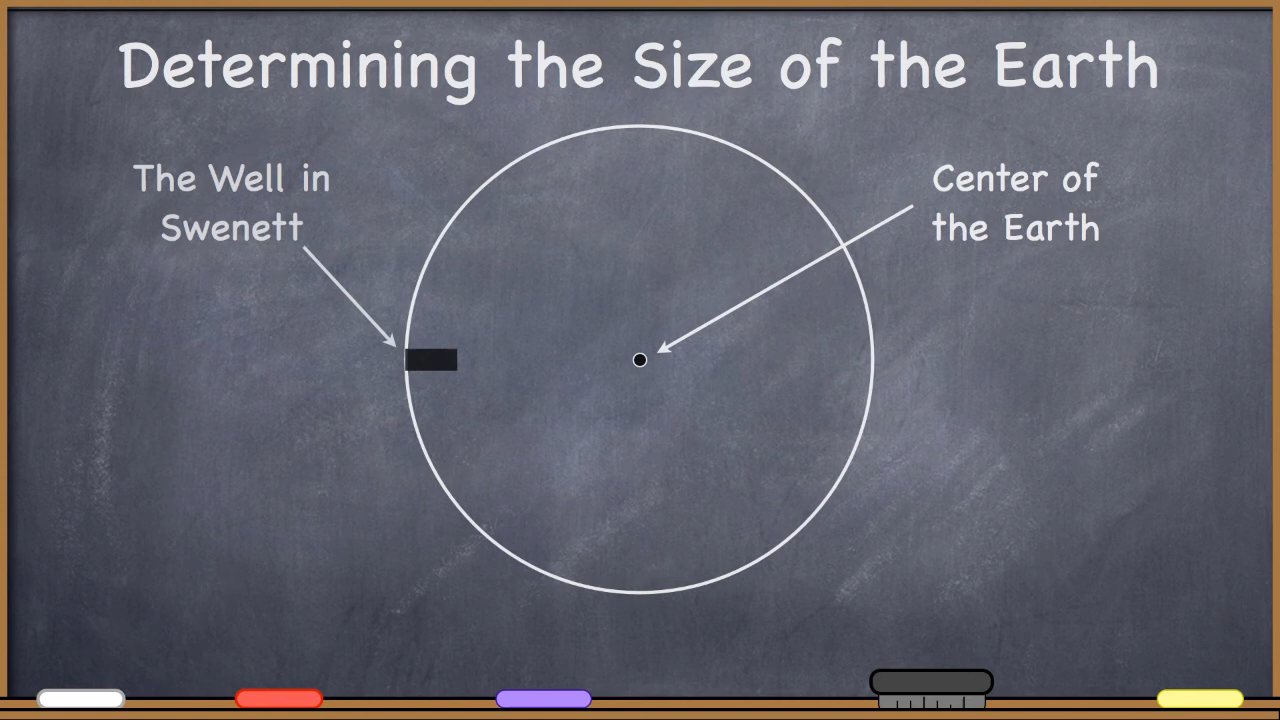 Determining the Size of the Earth
The Well in
Swenett
Center of
the Earth